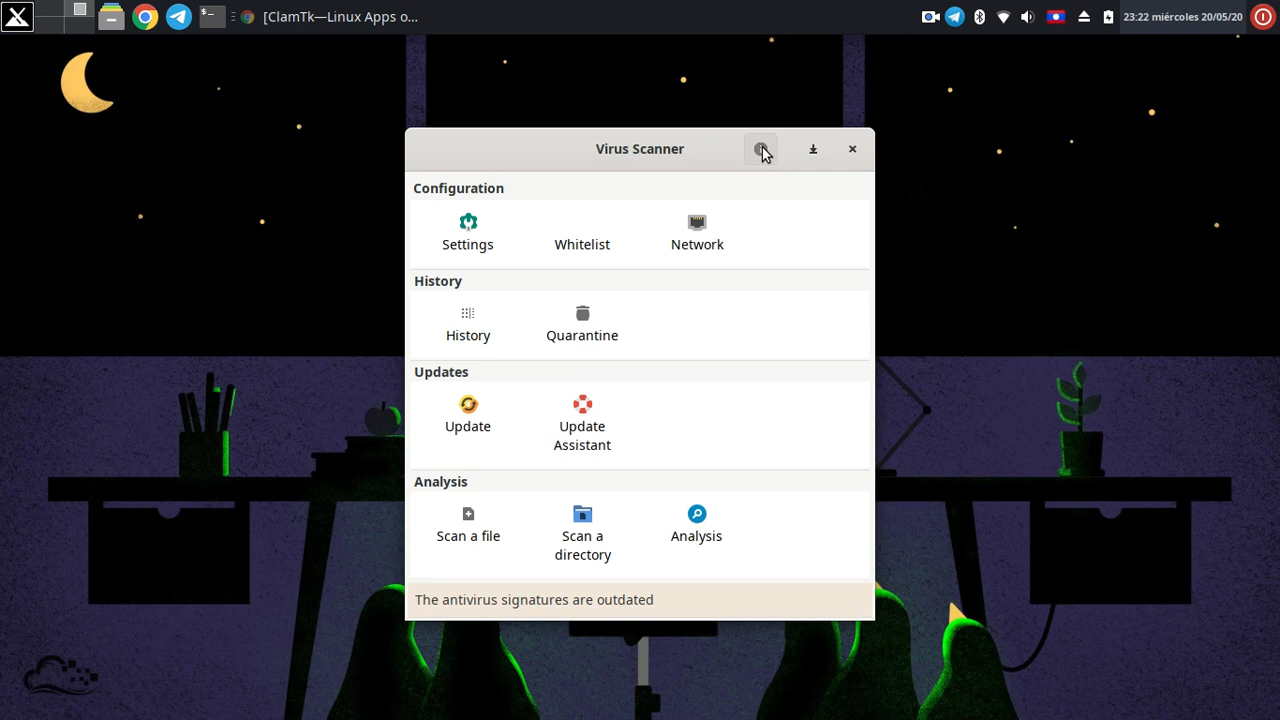 $_
[ClamTk—Linux Apps o...
23:22 miércoles 20/05/20
Virus Scanner
Configuration
Settings
Whitelist
Network
History
History
Quarantine
Updates
Update
Update
Assistant
Analysis
Scan a file
Scan a
directory
Analysis
The antivirus signatures are outdated